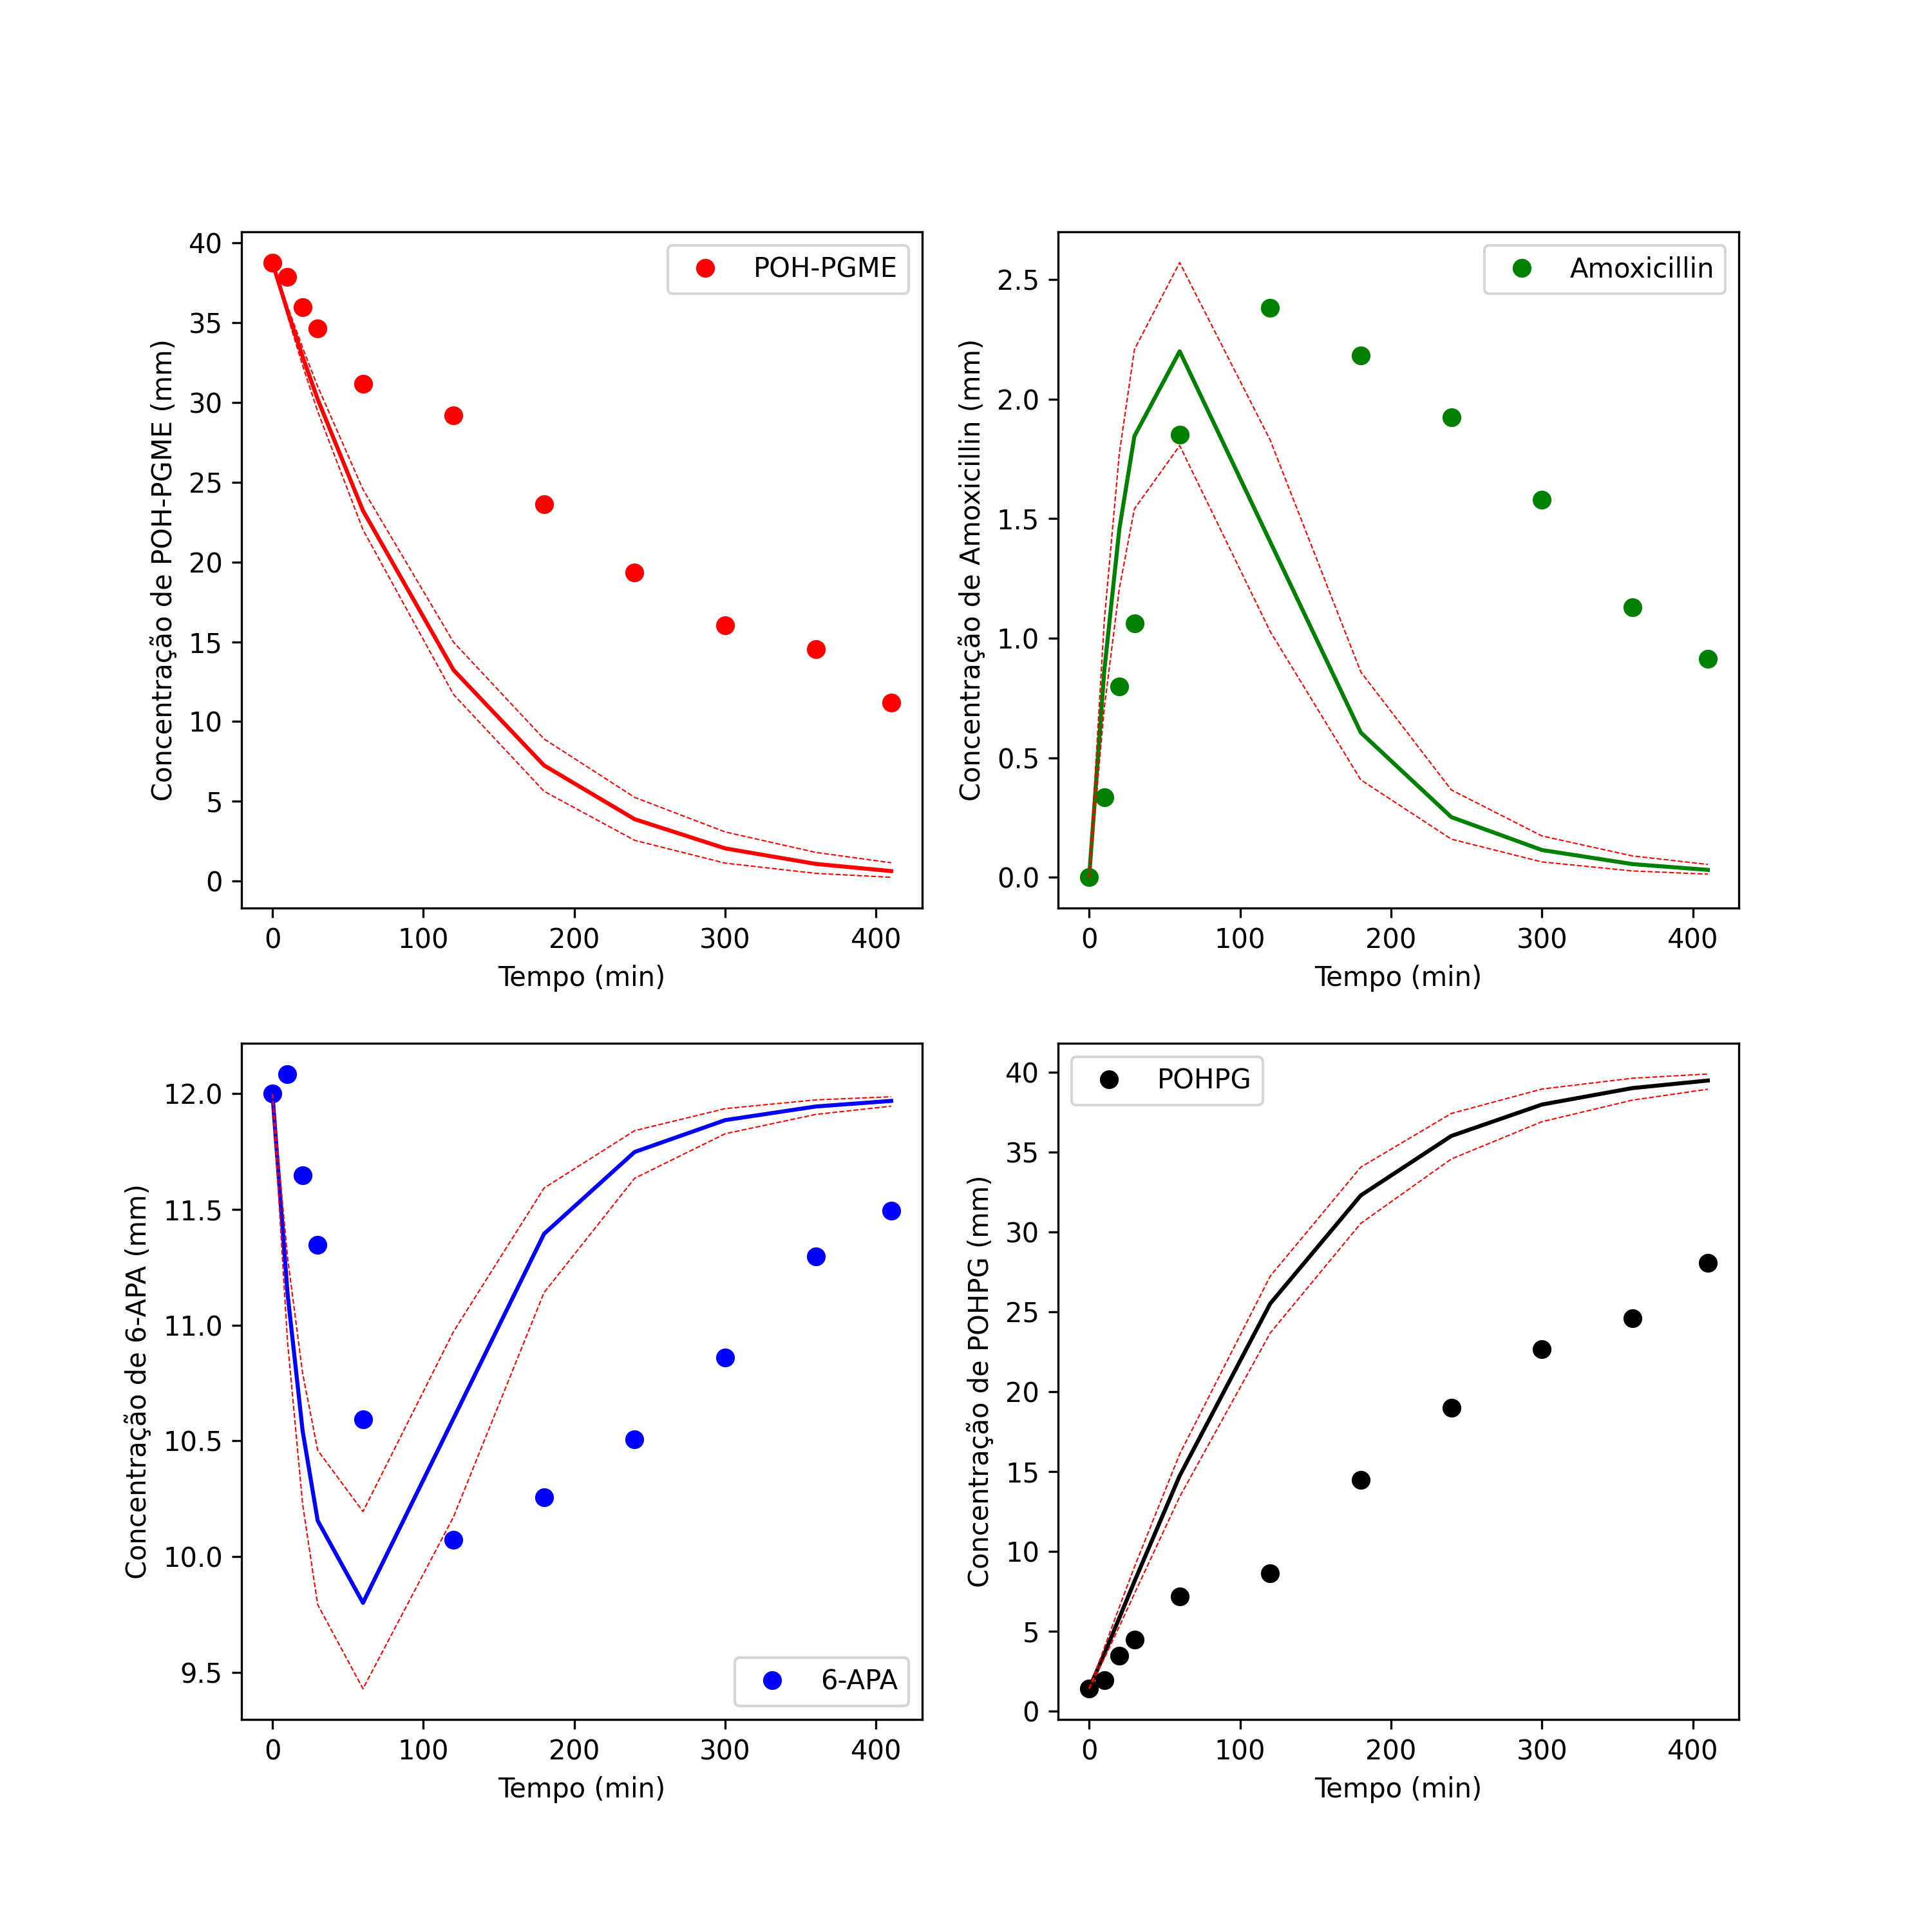 40
35
30
25
20
15
10
5
0
Concentração de POH-PGME (mm)
POH-PGME
0 100 200 300 400
Tempo (min)
2.5
2.0
1.5
1.0
0.5
0.0
Concentração de Amoxicillin (mm)
Amoxicillin
0 100 200 300 400
Tempo (min)
12.0
11.5
11.0
10.5
10.0
9.5
Concentração de 6-APA (mm)
6-APA
0 100 200 300 400
Tempo (min)
40
35
30
25
20
15
10
5
0
Concentração de POHPG (mm)
POHPG
0 100 200 300 400
Tempo (min)